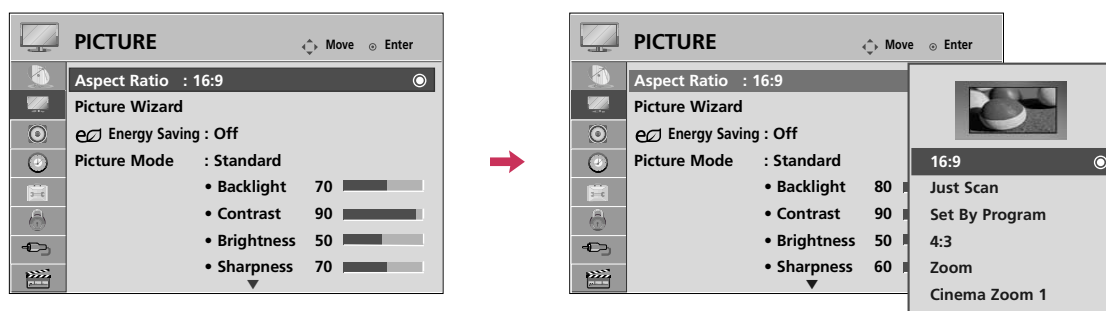 PICTURE Move Enter
Aspect Ratio : 16:9
Picture Wizard
Energy Saving : Off
Picture Mode : Standard
• Backlight 70
• Contrast 90
• Brightness 50
• Sharpness 70
PICTURE Move Enter
Aspect Ratio : 16:9
Picture Wizard
Energy Saving : Off
Picture Mode : Standard
• Backlight 80
• Contrast 90
• Brightness 50
• Sharpness 60
16:9
Just Scan
Set By Program
4:3
Zoom
Cinema Zoom 1